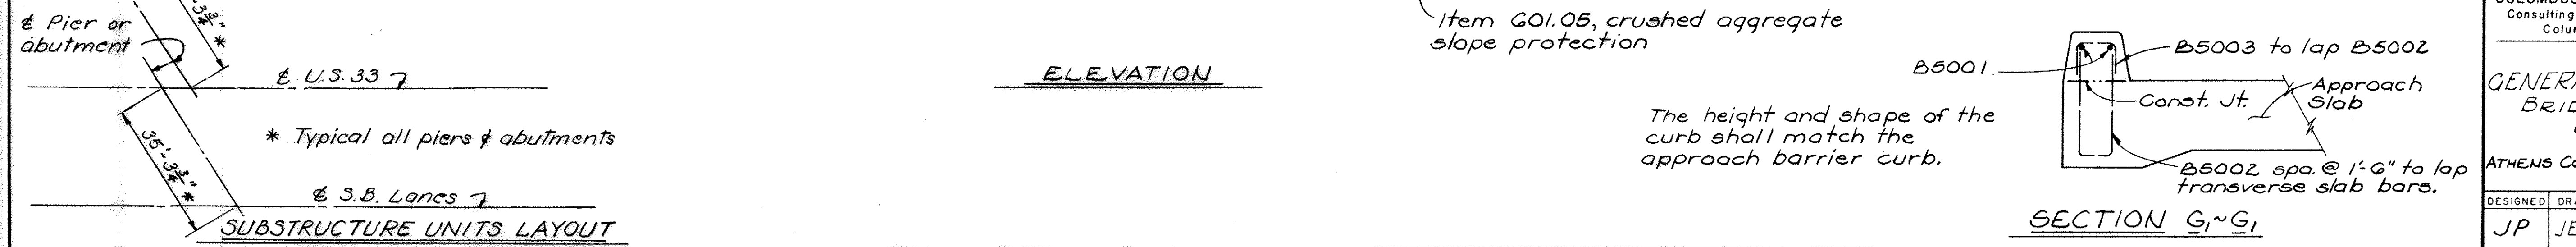 ℄ Pier or
abutment
℄ U.S. 33
* Typical all piers & abutments
35'-3¾" *
℄ S.B. Lanes
SUBSTRUCTURE UNITS LAYOUT
ELEVATION
Item 601.05, crushed aggregate
slope protection
The height and shape of the
curb shall match the
approach barrier curb.
B5001
B5003 to lap B5002
Const. Jt.
Approach
Slab
B5002 spa. @ 1'-6" to lap
transverse slab bars.
SECTION G₁~G₁
Consulting
ATHENS
DESIGNED
JP